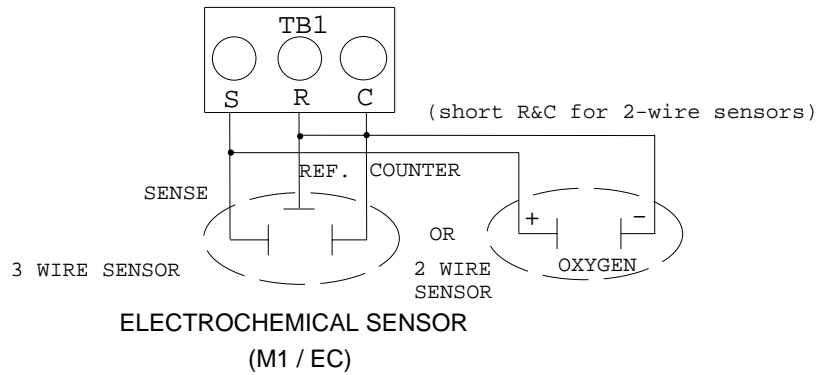 TB1
S R C
(short R&C for 2-wire sensors)
REF. COUNTER
SENSE
+ −
OR
3 WIRE SENSOR
2 WIRE
SENSOR
OXYGEN
ELECTROCHEMICAL SENSOR
(M1 / EC)